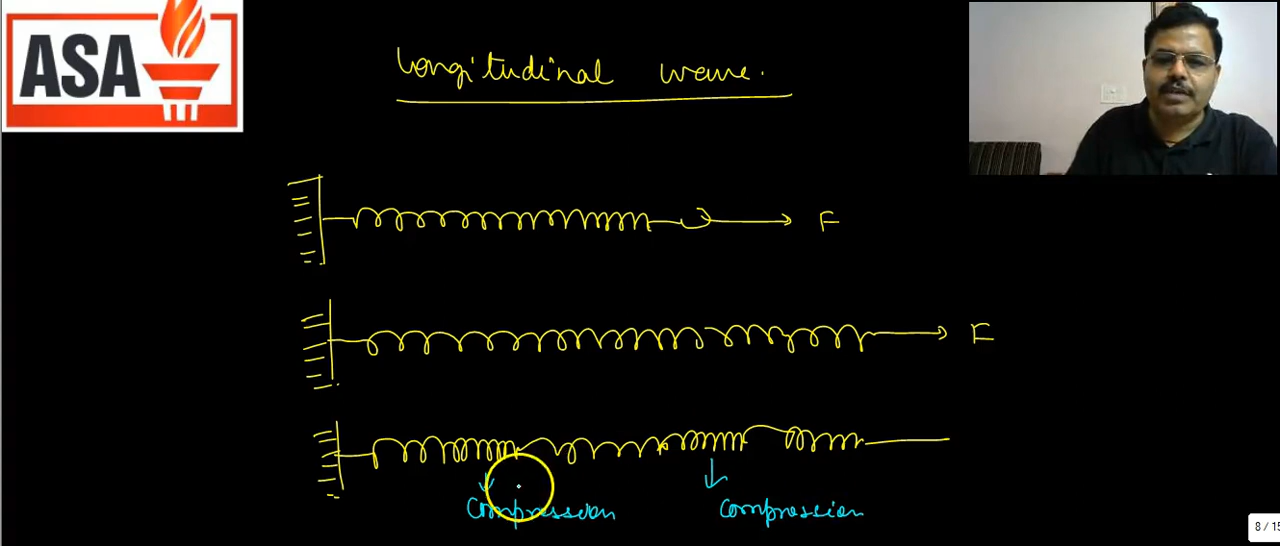 ASA
Longitudinal wave.
F
F
compression compression
8 / 15